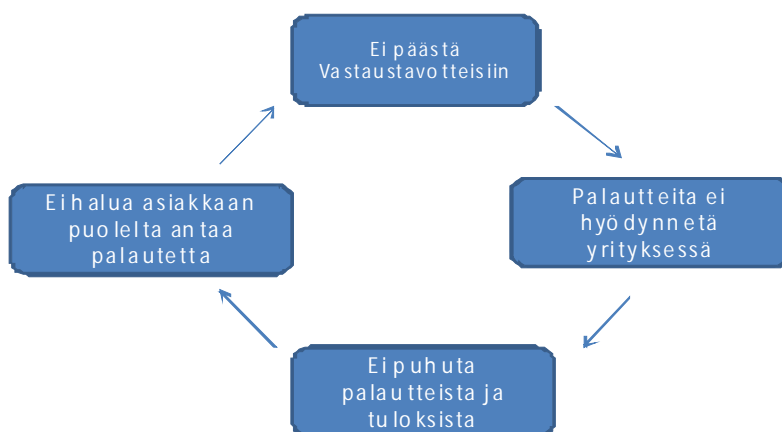 Ei päästä
Vastaustavotteisiin
Palautteita ei
hyödynnetä
yrityksessä
Ei puhuta
palautteista ja
tuloksista
Ei halua asiakkaan
puolelta antaa
palautetta